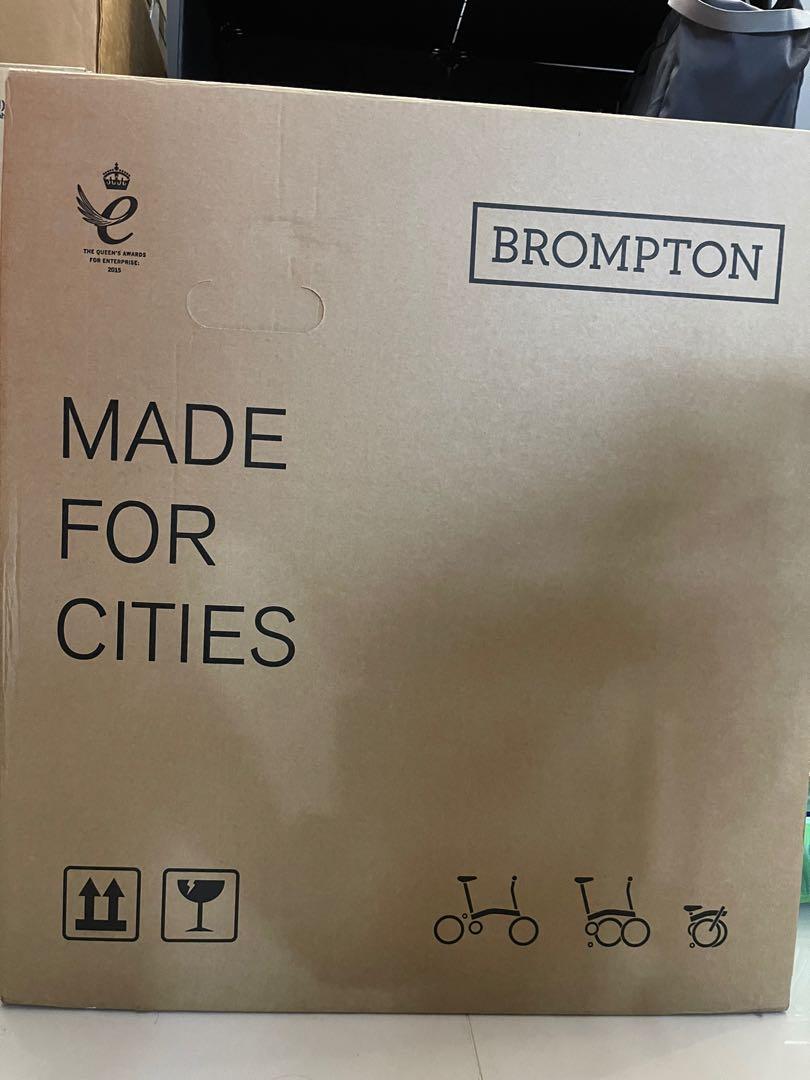 THE QUEEN'S AWARDS
FOR ENTERPRISE:
2015
BROMPTON
MADE
FOR
CITIES